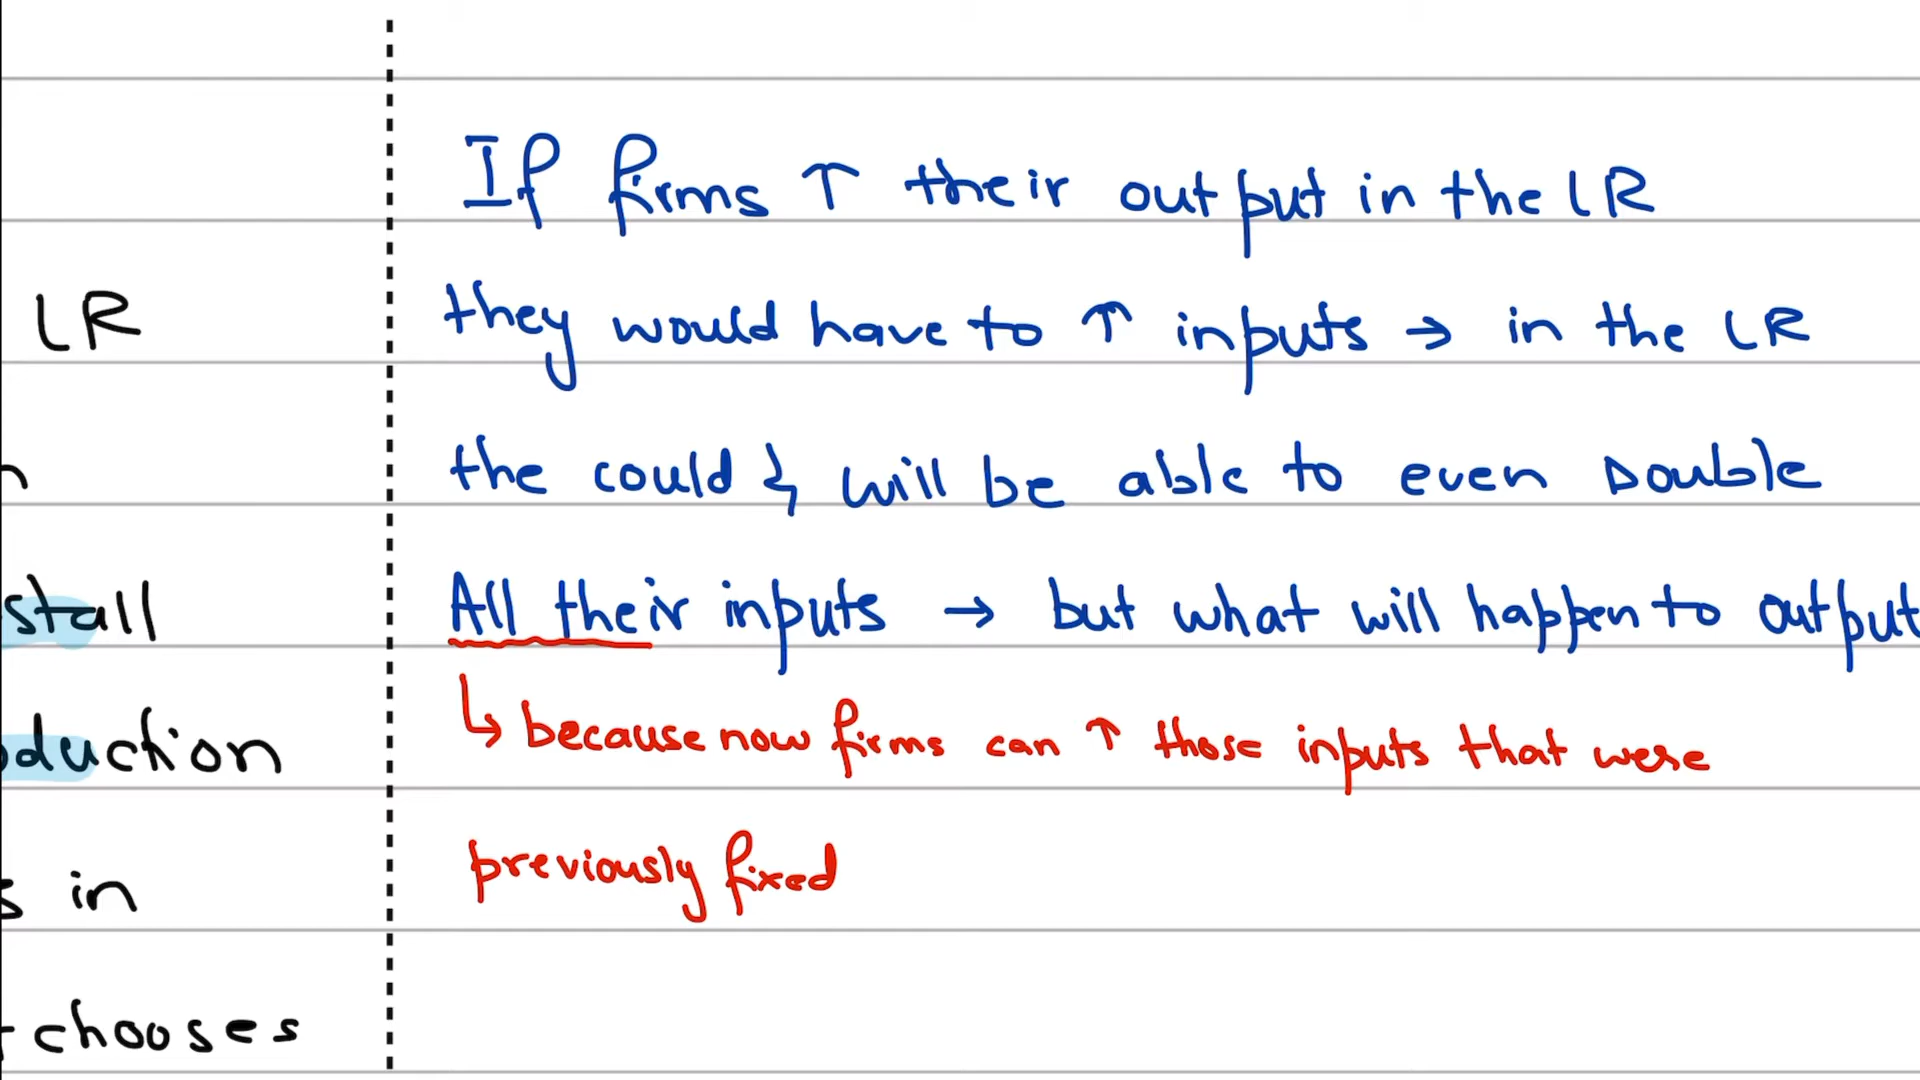 LR
stall
oduction
in
chooses
If firms ↑ their output in the LR
they would have to ↑ inputs → in the LR
the could & will be able to even Double
All their inputs → but what will happen to output
↳ because now firms can ↑ those inputs that were
previously fixed